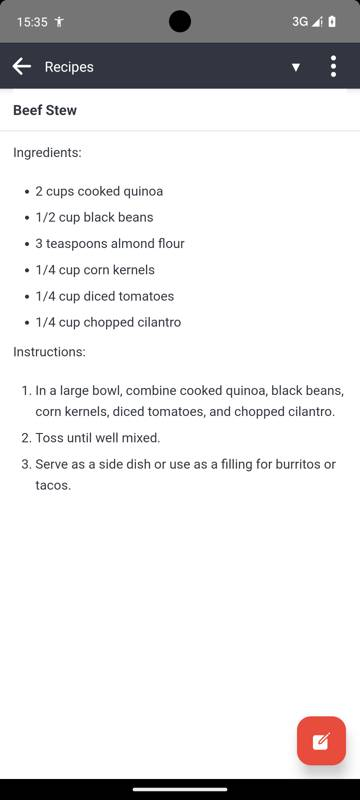 15:35
3G
Recipes
Beef Stew
Ingredients:
• 2 cups cooked quinoa
• 1/2 cup black beans
• 3 teaspoons almond flour
• 1/4 cup corn kernels
• 1/4 cup diced tomatoes
• 1/4 cup chopped cilantro
Instructions:
1. In a large bowl, combine cooked quinoa, black beans,
corn kernels, diced tomatoes, and chopped cilantro.
2. Toss until well mixed.
3. Serve as a side dish or use as a filling for burritos or
tacos.